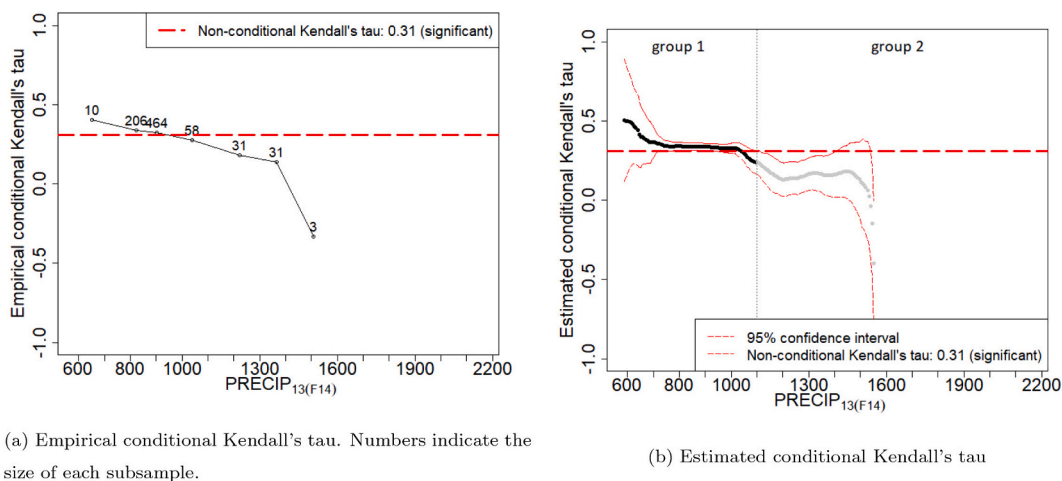 Non-conditional Kendall's tau: 0.31 (significant)
Empirical conditional Kendall's tau
1.0
0.5
0.0
-0.5
-1.0
10
206
464
58
31
31
3
600
1000
1300
1600
1900
2200
PRECIP13(F14)
(a) Empirical conditional Kendall's tau. Numbers indicate the
size of each subsample.
group 1
group 2
Estimated conditional Kendall's tau
1.0
0.5
0.0
-0.5
-1.0
95% confidence interval
Non-conditional Kendall's tau: 0.31 (significant)
600
1000
1300
1600
1900
2200
PRECIP13(F14)
(b) Estimated conditional Kendall's tau